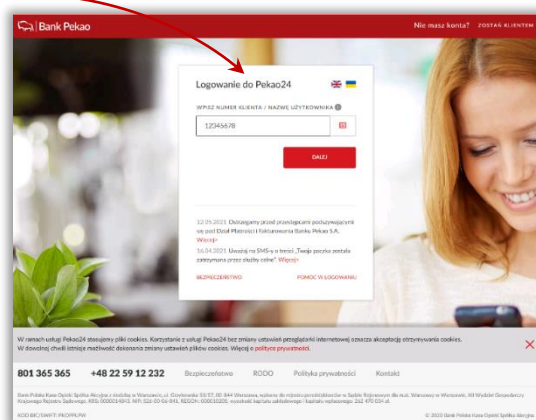 Bank Pekao
Nie masz konta? ZOSTAŃ KLIENTEM
Logowanie do Pekao24
WPISZ NUMER KLIENTA / NAZWĘ UŻYTKOWNIKA
12345678
DALEJ
12.05.2021 Ostrzegamy przed przestępcami podszywającymi
się pod Dział Płatności i Fakturowania Banku Pekao S.A.
Więcej>
16.04.2021 Uważaj na SMS-y o treści „Twoja paczka została
zatrzymana przez służby celne”. Więcej>
BEZPIECZEŃSTWO POMOC W LOGOWANIU
W ramach usługi Pekao24 stosujemy pliki cookies. Korzystanie z usługi Pekao24 bez zmiany ustawień przeglądarki internetowej oznacza akceptację otrzymywania cookies.
W dowolnej chwili istnieje możliwość dokonania zmiany ustawień plików cookies. Więcej o polityce prywatności.
801 365 365 +48 22 59 12 232 Bezpieczeństwo RODO Polityka prywatności Kontakt
KOD BIC/SWIFT: PKOPPLPW